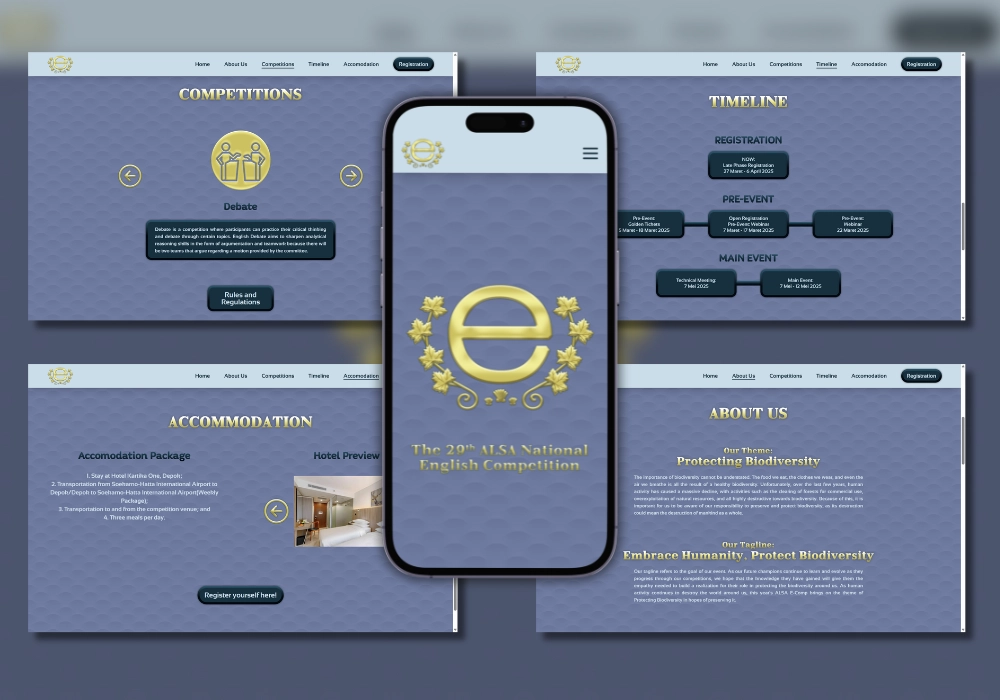 Home About Us Competitions Timeline Accomodation Registration
COMPETITIONS
Debate
Debate is a competition where participants can practice their critical thinking
and debate through certain topics. English Debate aims to sharpen analytical
reasoning skills in the form of argumentation and teamwork because there will
be two teams that argue regarding a motion provided by the committee.
Rules and
Regulations
Home About Us Competitions Timeline Accomodation Registration
TIMELINE
REGISTRATION
NOW:
Late Phase Registration
27 Maret - 6 April 2025
PRE-EVENT
Pre-Event:
Golden Tickets
5 Maret - 18 Maret 2025
Open Registration
Pre-Event Webinar
7 Maret - 17 Maret 2025
Pre-Event:
Webinar
22 Maret 2025
MAIN EVENT
Technical Meeting:
7 Mei 2025
Main Event:
7 Mei - 12 Mei 2025
e
The 29th ALSA National
English Competition
Home About Us Competitions Timeline Accomodation
ACCOMMODATION
Accomodation Package
1. Stay at Hotel Kanha One, Depok;
2. Transportation from Soeharno-Hatta International Airport to
Depok/Depok to Soeharno-Hatta International Airport(Weekly
Package);
3. Transportation to and from the competition venue; and
4. Three meals per day.
Hotel Preview
Register yourself here!
Home About Us Competitions Timeline Accomodation Registration
ABOUT US
Our Theme:
Protecting Biodiversity
The importance of biodiversity cannot be understated. The food we eat, the clothes we wear, and even the
air we breathe is all the result of a healthy biodiversity. Unfortunately, over the last few years, human
activity has caused a massive decline, with activities such as the clearing of forests for commercial use,
overexploitation of natural resources, and all highly destructive towards biodiversity. Because of this, it is
important for us to be aware of our responsibility to preserve and protect biodiversity, as its destruction
could mean the destruction of mankind as a whole.
Our Tagline:
Embrace Humanity, Protect Biodiversity
Our tagline refers to the goal of our event. As our future champions continue to learn and evolve as they
progress through our competitions, we hope that the knowledge they have gained will give them the
empathy needed to build a realization for their role in protecting the biodiversity around us. As human
activity continues to destroy the world around us, this year's ALSA E-Comp brings on the theme of
Protecting Biodiversity in hopes of preserving it.